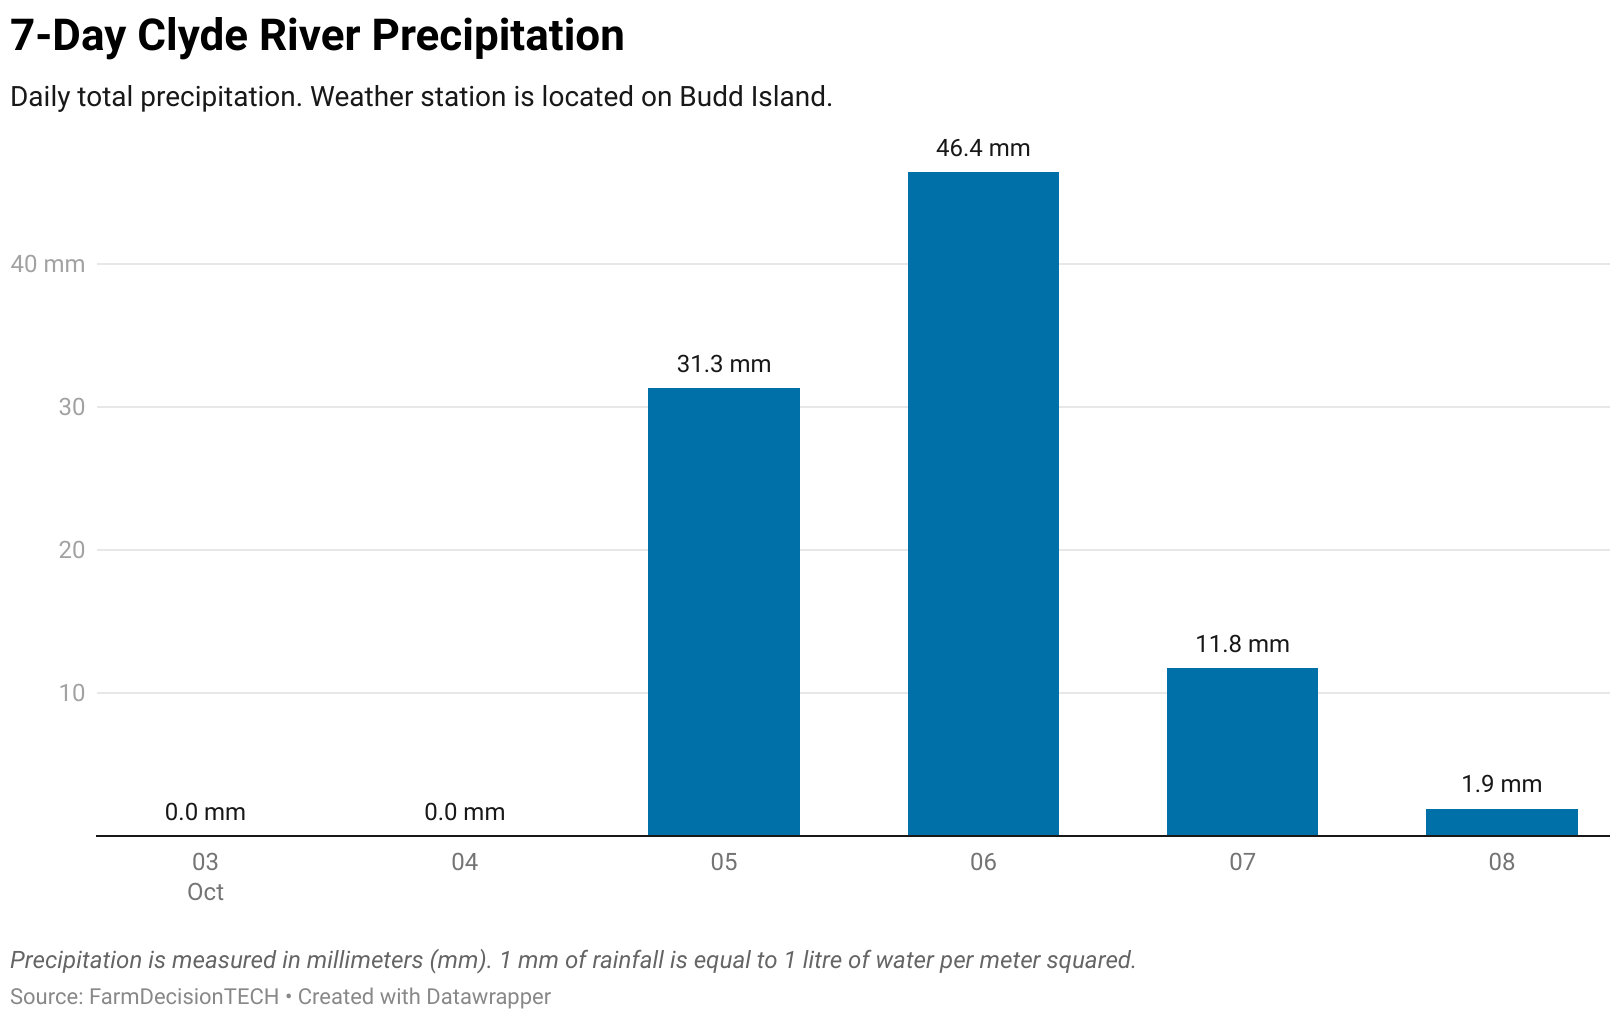 7-Day Clyde River Precipitation
Daily total precipitation. Weather station is located on Budd Island.
46.4 mm
40 mm
31.3 mm
30
20
11.8 mm
10
1.9 mm
0.0 mm 0.0 mm
03 04 05 06 07 08
Oct
Precipitation is measured in millimeters (mm). 1 mm of rainfall is equal to 1 litre of water per meter squared.
Source: FarmDecisionTECH • Created with Datawrapper